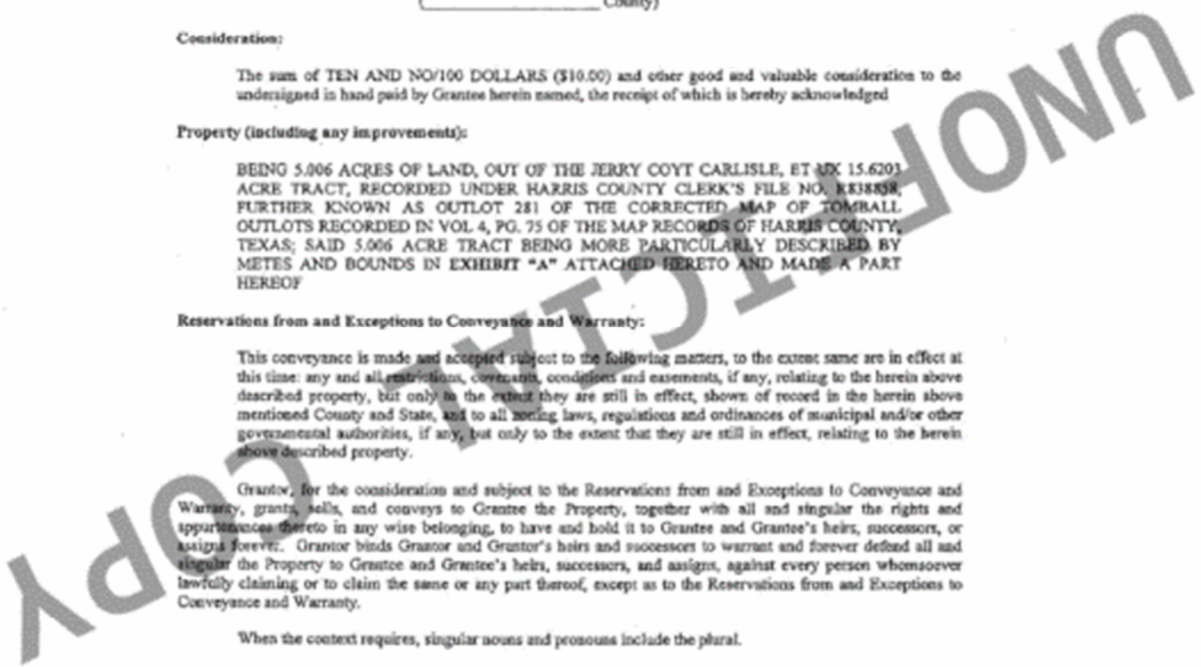 County)
Consideration:
The sum of TEN AND NO/100 DOLLARS ($10.00) and other good and valuable consideration to the
undersigned in hand paid by Grantee herein named, the receipt of which is hereby acknowledged
Property (including any improvements):
BEING 5.006 ACRES OF LAND, OUT OF THE JERRY COYT CARLISLE, ET UX 15.6203
ACRE TRACT, RECORDED UNDER HARRIS COUNTY CLERK'S FILE NO. R838858,
FURTHER KNOWN AS OUTLOT 281 OF THE CORRECTED MAP OF TOMBALL
OUTLOTS RECORDED IN VOL 4, PG. 75 OF THE MAP RECORDS OF HARRIS COUNTY,
TEXAS; SAID 5.006 ACRE TRACT BEING MORE PARTICULARLY DESCRIBED BY
METES AND BOUNDS IN EXHIBIT "A" ATTACHED HERETO AND MADE A PART
HEREOF
Reservations from and Exceptions to Conveyance and Warranty:
This conveyance is made and accepted subject to the following matters, to the extent same are in effect at
this time: any and all restrictions, covenants, conditions and easements, if any, relating to the herein above
described property, but only to the extent they are still in effect, shown of record in the herein above
mentioned County and State, and to all zoning laws, regulations and ordinances of municipal and/or other
governmental authorities, if any, but only to the extent that they are still in effect, relating to the herein
above described property.
Grantor, for the consideration and subject to the Reservations from and Exceptions to Conveyance and
Warranty, grants, sells, and conveys to Grantee the Property, together with all and singular the rights and
appurtenances thereto in any wise belonging, to have and hold it to Grantee and Grantee's heirs, successors, or
assigns forever. Grantor binds Grantor and Grantor's heirs and successors to warrant and forever defend all and
singular the Property to Grantee and Grantee's heirs, successors, and assigns, against every person whomsoever
lawfully claiming or to claim the same or any part thereof, except as to the Reservations from and Exceptions to
Conveyance and Warranty.
When the context requires, singular nouns and pronouns include the plural.
UNOFFICIAL COPY